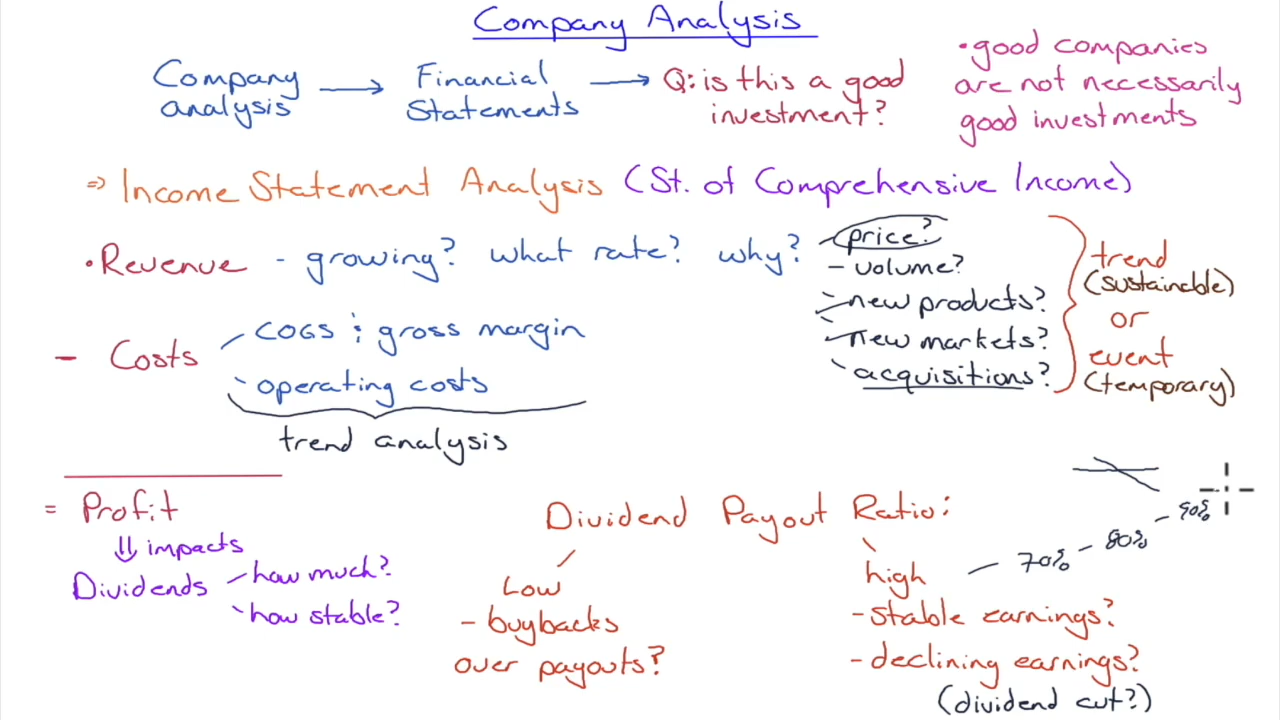 Company Analysis
Company analysis → Financial Statements → Q: is this a good investment?
• good companies
are not necessarily
good investments
⇒ Income Statement Analysis (St. of Comprehensive Income)
• Revenue - growing? what rate? why?
- price?
- volume?
- new products?
- new markets?
- acquisitions?
trend
(sustainable)
or
event
(temporary)
- Costs
- COGS & gross margin
- operating costs
trend analysis
= Profit
⇓ impacts
Dividends
- how much?
- how stable?
Dividend Payout Ratio:
Low
- buybacks
over payouts?
high - 70% - 80% - 90%
- stable earnings?
- declining earnings?
(dividend cut?)